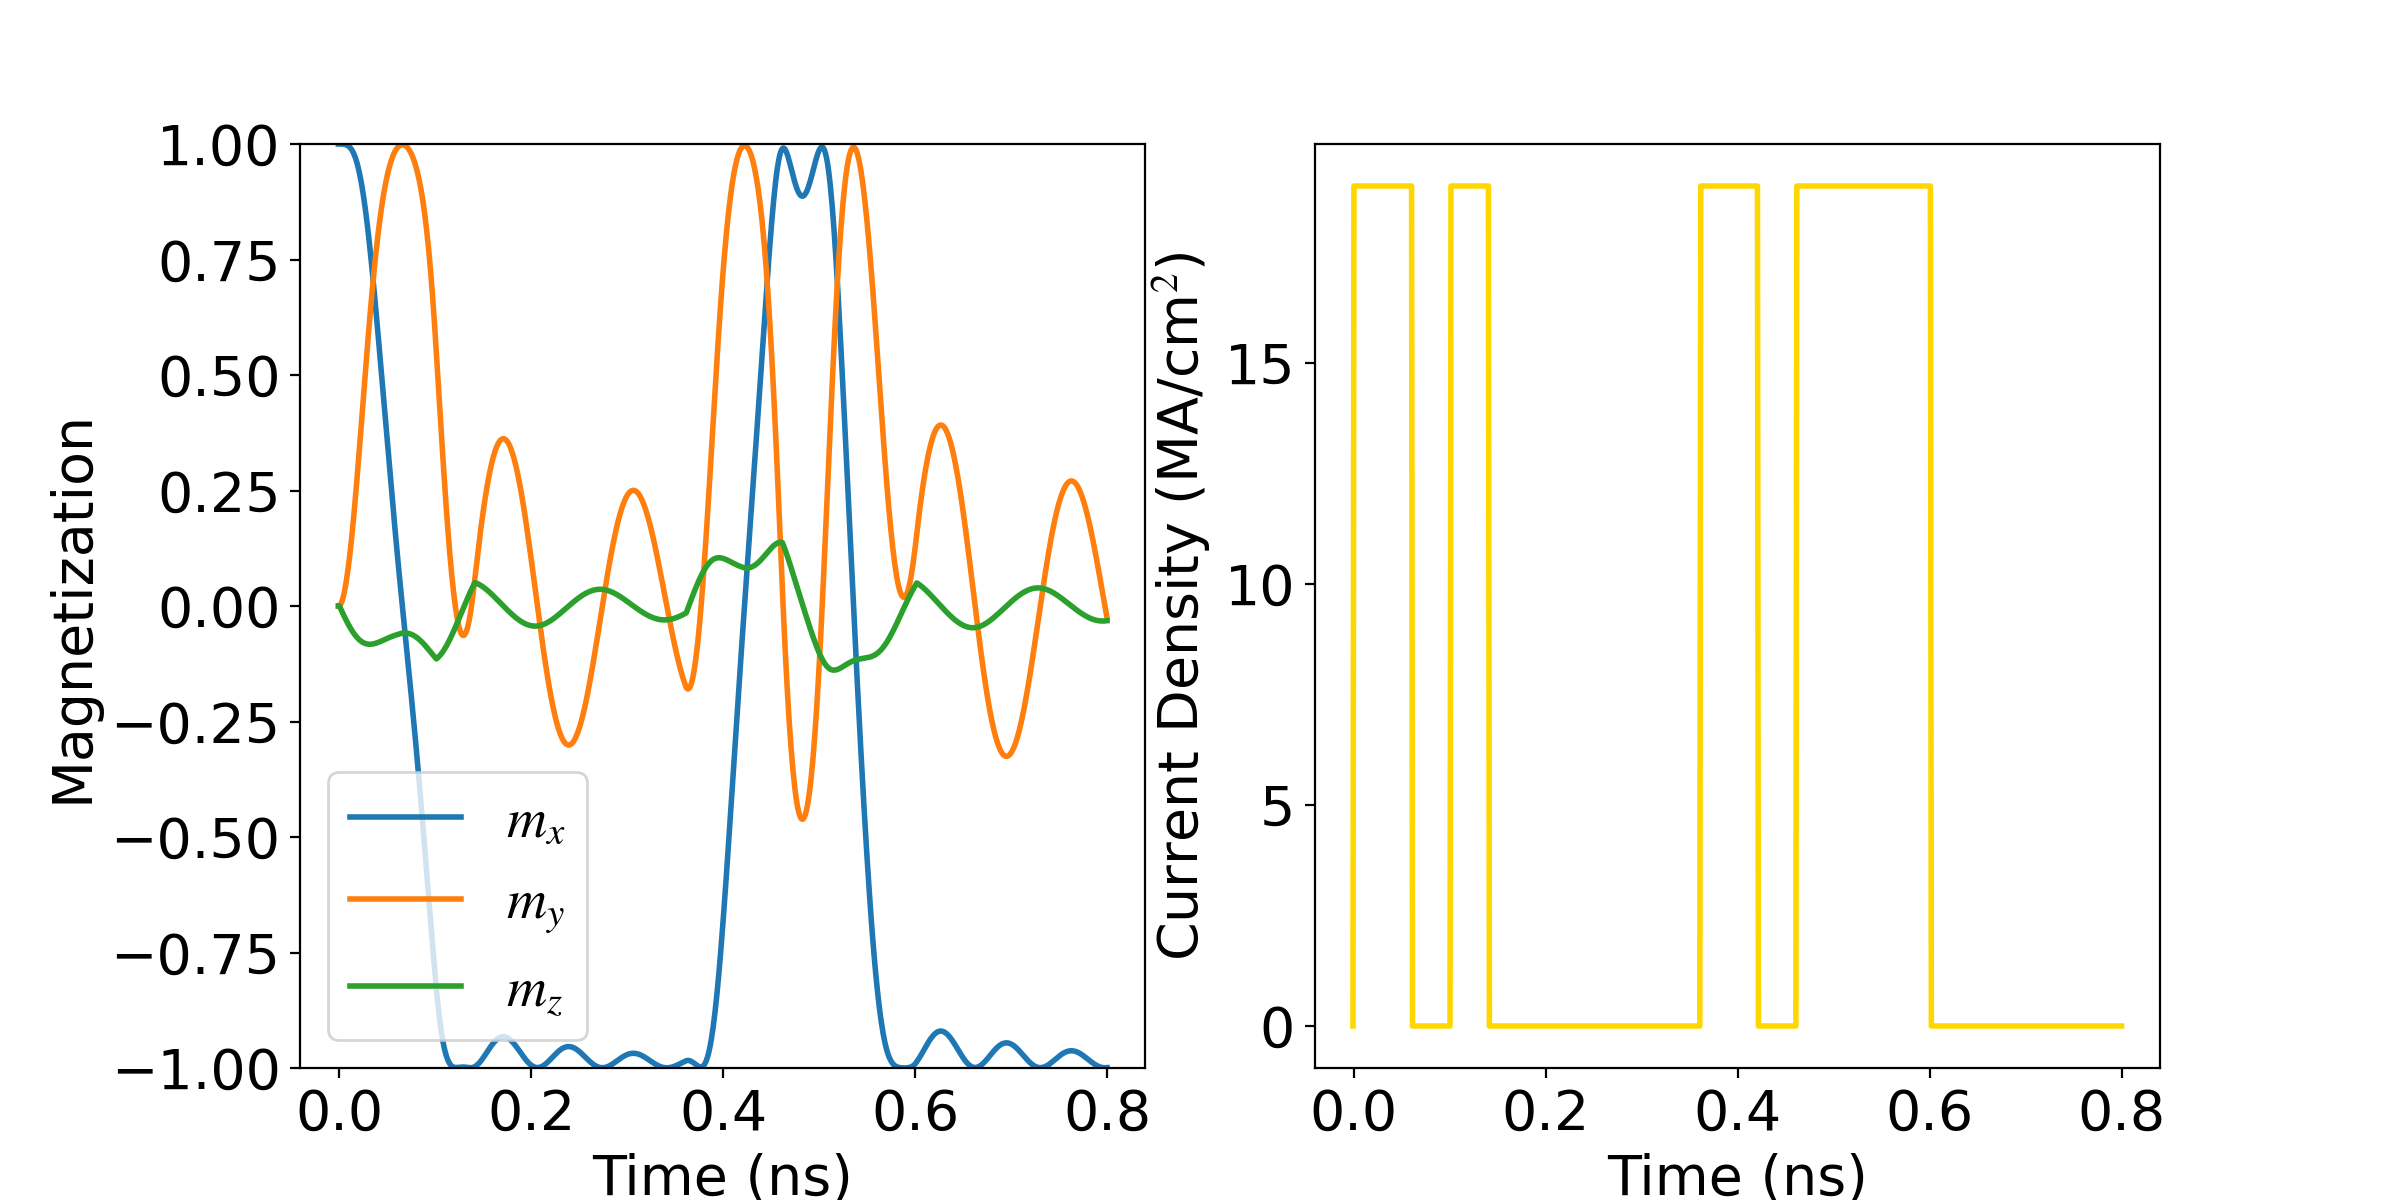 Magnetization
1.00
0.75
0.50
0.25
0.00
−0.25
−0.50
−0.75
−1.00
m_x
m_y
m_z
0.0 0.2 0.4 0.6 0.8
Time (ns)
Current Density (MA/cm²)
15
10
5
0
0.0 0.2 0.4 0.6 0.8
Time (ns)